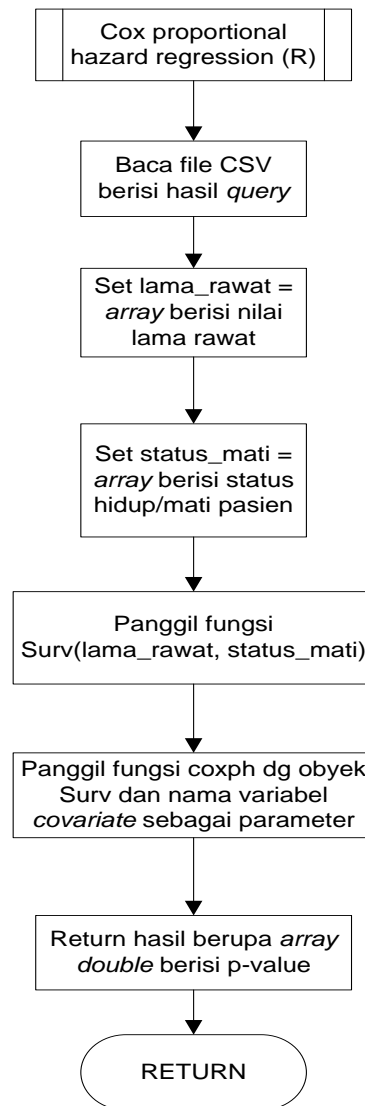 Cox proportional
hazard regression (R)
Baca file CSV
berisi hasil query
Set lama_rawat =
array berisi nilai
lama rawat
Set status_mati =
array berisi status
hidup/mati pasien
Panggil fungsi
Surv(lama_rawat, status_mati)
Panggil fungsi coxph dg obyek
Surv dan nama variabel
covariate sebagai parameter
Return hasil berupa array
double berisi p-value
RETURN